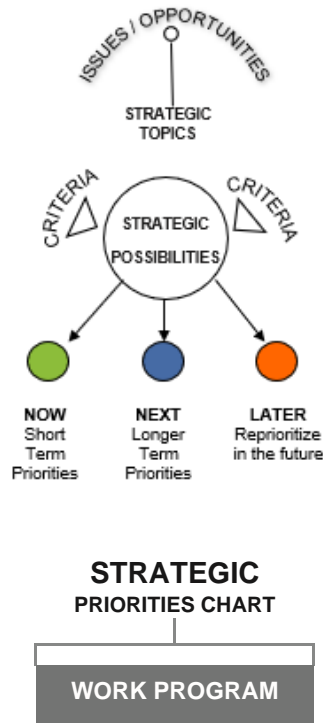 ISSUES / OPPORTUNITIES
STRATEGIC
TOPICS
CRITERIA
CRITERIA
STRATEGIC
POSSIBILITIES
NOW
Short
Term
Priorities
NEXT
Longer
Term
Priorities
LATER
Reprioritize
in the future
STRATEGIC
PRIORITIES CHART
WORK PROGRAM